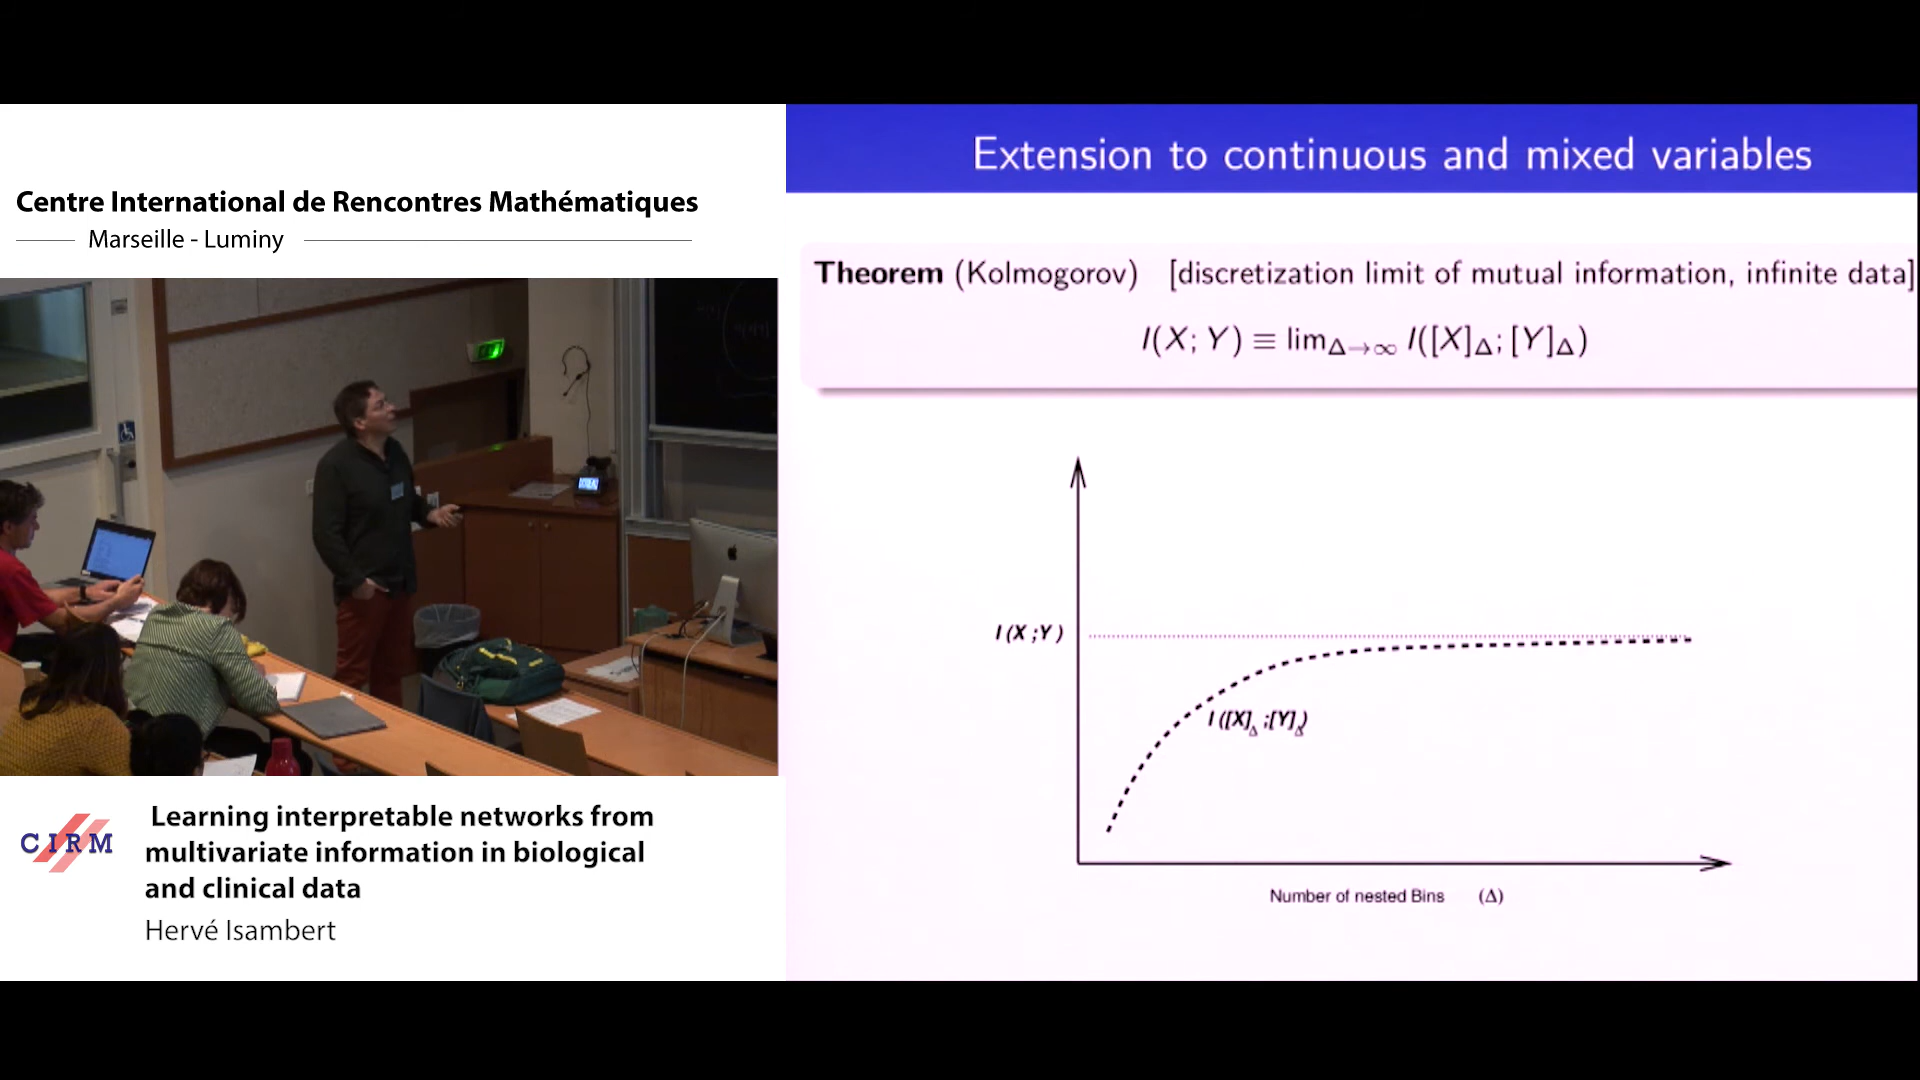 Centre International de Rencontres Mathématiques
Marseille - Luminy
CIRM
Learning interpretable networks from
multivariate information in biological
and clinical data
Hervé Isambert
Extension to continuous and mixed variables
Theorem (Kolmogorov) [discretization limit of mutual information, infinite data]
I(X; Y) ≡ lim_{Δ→∞} I([X]_Δ; [Y]_Δ)
I (X ;Y )
I ([X]_Δ ;[Y]_Δ)
Number of nested Bins (Δ)